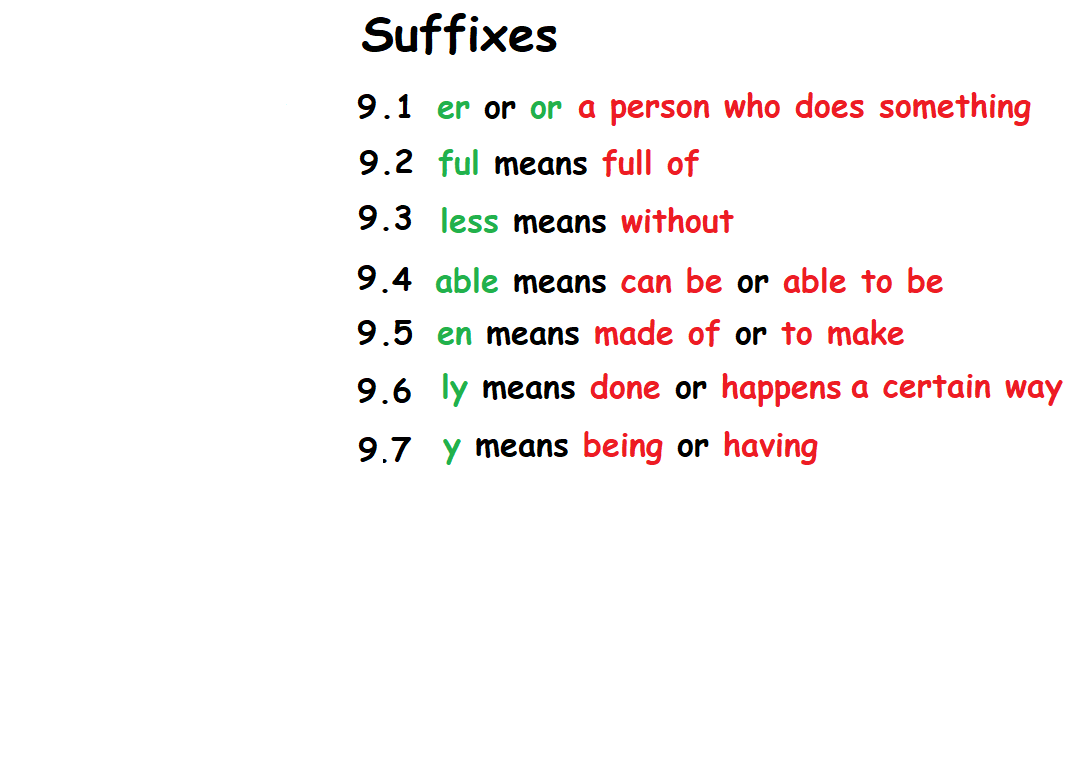 Suffixes
9.1 er or or a person who does something
9.2 ful means full of
9.3 less means without
9.4 able means can be or able to be
9.5 en means made of or to make
9.6 ly means done or happens a certain way
9.7 y means being or having